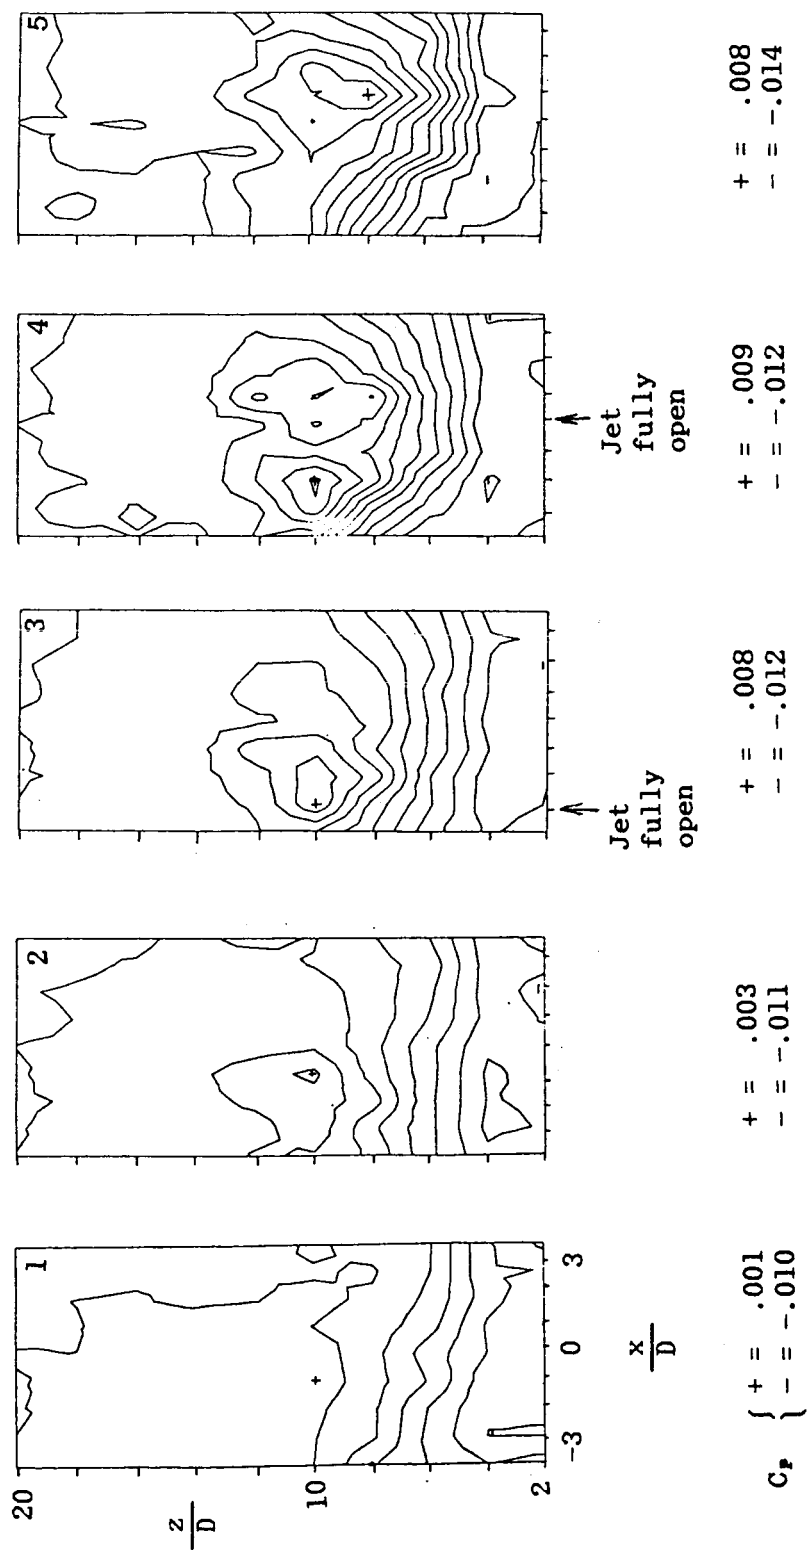 1
2
3
4
5
20
z
D
10
2
-3
0
3
x
D
Jet
fully
open
Jet
fully
open
Cp { + = .001
- = -.010
+ = .003
- = -.011
+ = .008
- = -.012
+ = .009
- = -.012
+ = .008
- = -.014